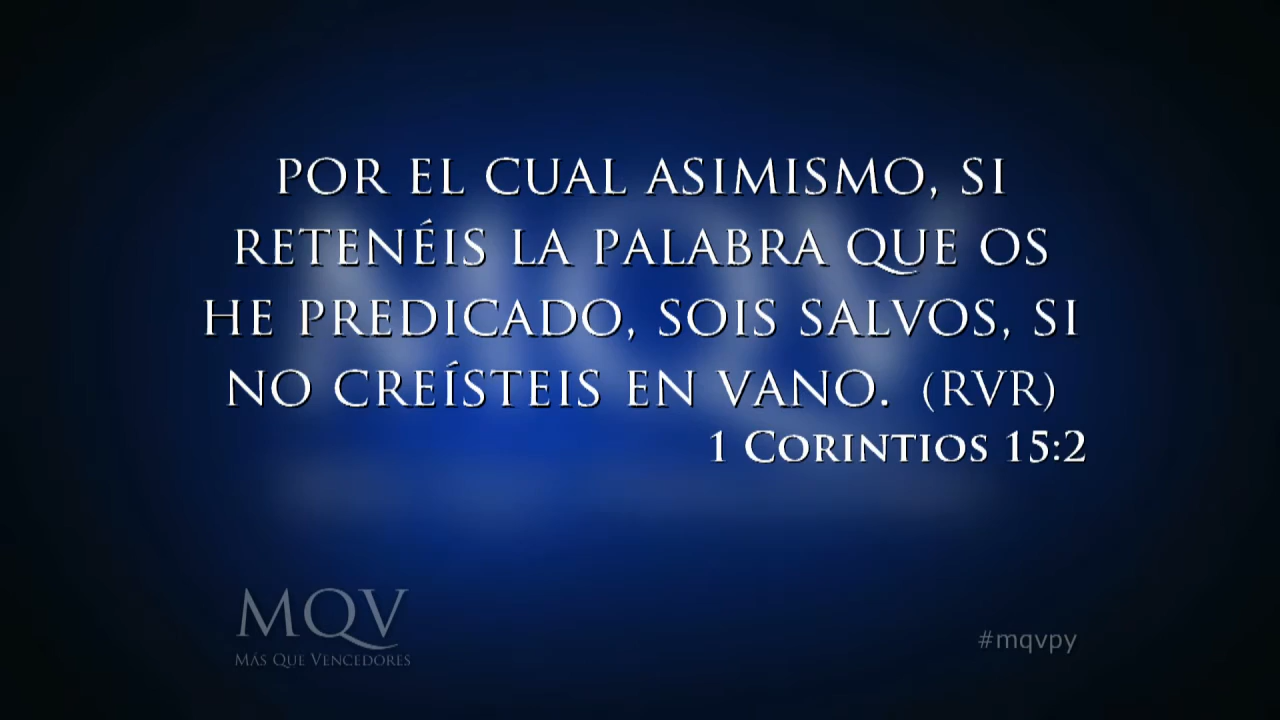 POR EL CUAL ASIMISMO, SI
RETENÉIS LA PALABRA QUE OS
HE PREDICADO, SOIS SALVOS, SI
NO CREÍSTEIS EN VANO. (RVR)
1 CORINTIOS 15:2
MQV
MÁS QUE VENCEDORES
#mqvpy